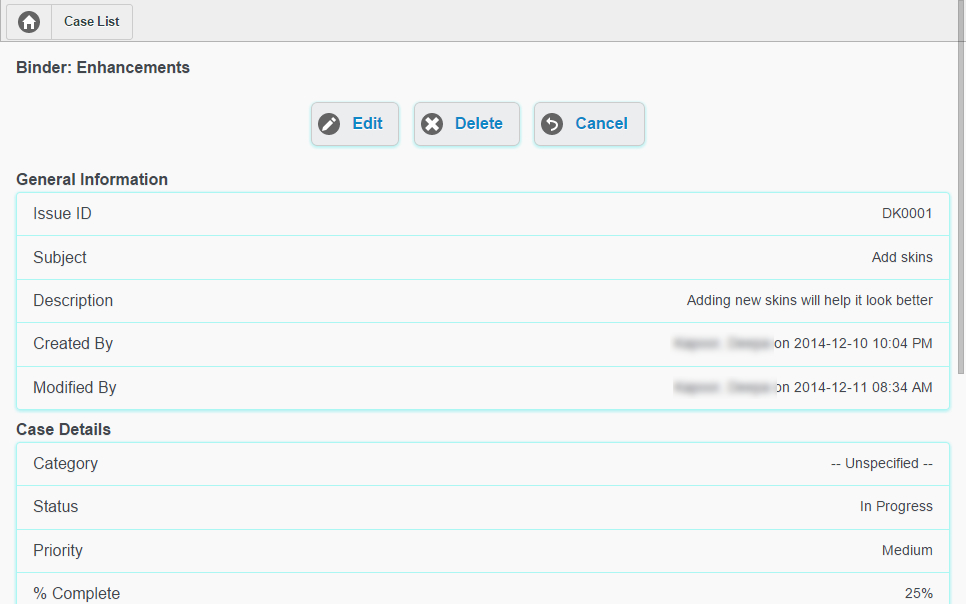 Case List
Binder: Enhancements
Edit Delete Cancel
General Information
Issue ID DK0001
Subject Add skins
Description Adding new skins will help it look better
Created By on 2014-12-10 10:04 PM
Modified By on 2014-12-11 08:34 AM
Case Details
Category -- Unspecified --
Status In Progress
Priority Medium
% Complete 25%